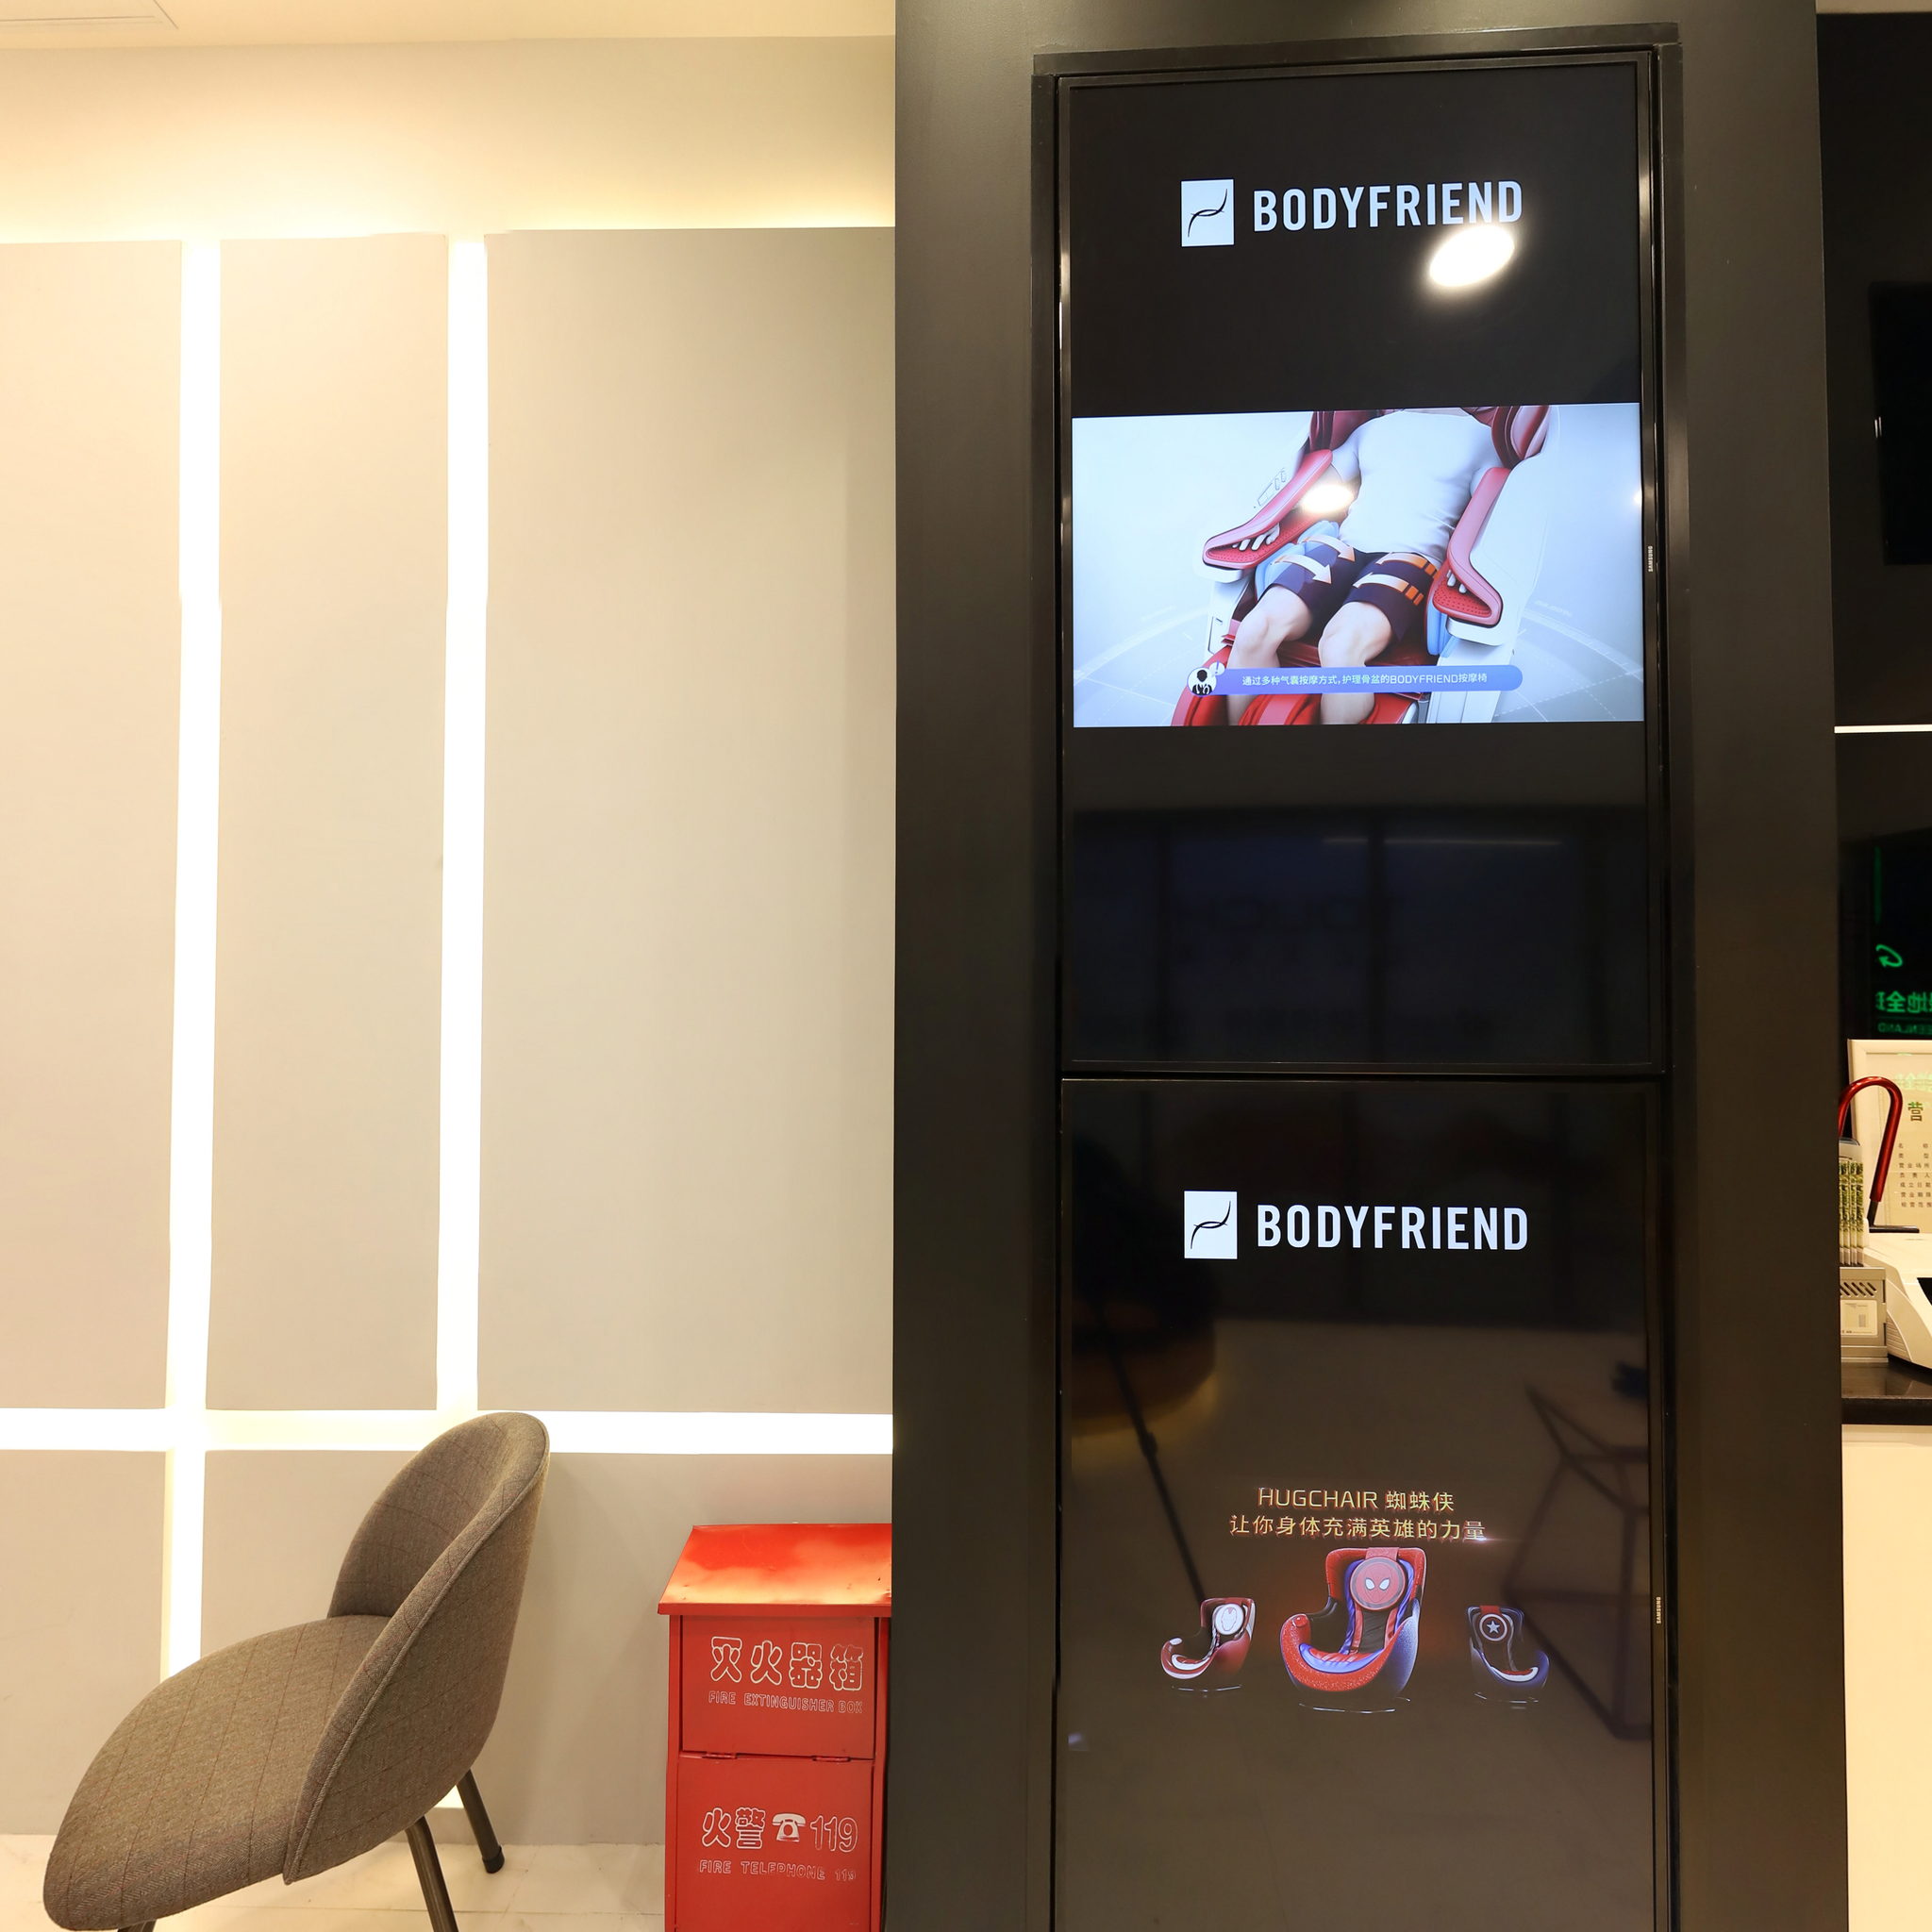 BODYFRIEND
SAMSUNG
通过多种气囊按摩方式,护理骨盆的BODYFRIEND按摩椅
BODYFRIEND
HUGCHAIR 蜘蛛侠
让你身体充满英雄的力量
SAMSUNG
灭火器箱
FIRE EXTINGUISHER BOX
火警☎119
FIRE TELEPHONE 119
营